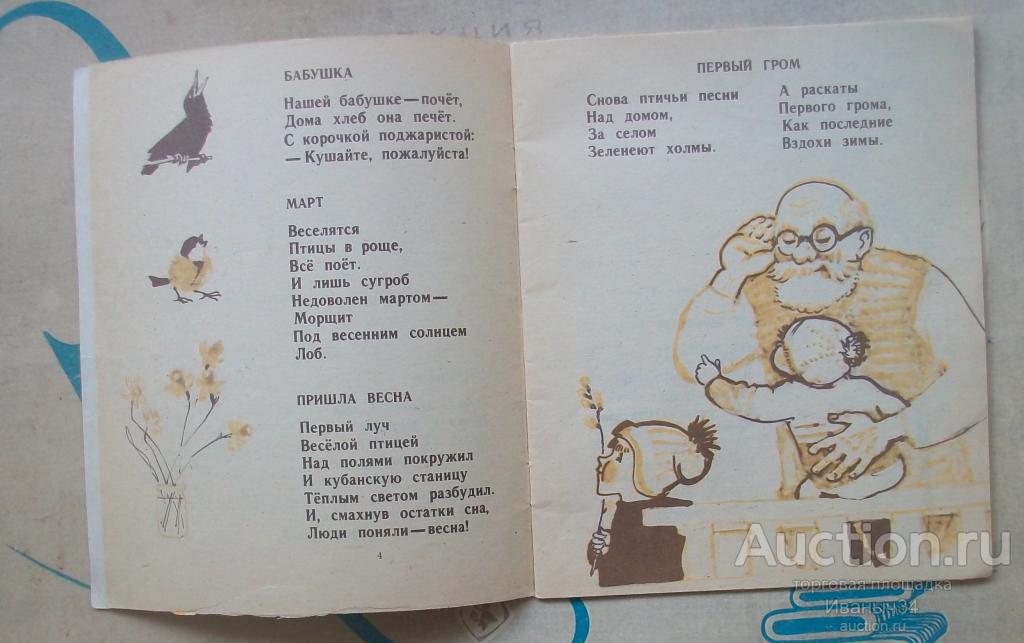 БАБУШКА
Нашей бабушке — почёт,
Дома хлеб она печёт.
С корочкой поджаристой:
— Кушайте, пожалуйста!
МАРТ
Веселятся
Птицы в роще,
Всё поёт.
И лишь сугроб
Недоволен мартом —
Морщит
Под весенним солнцем
Лоб.
ПРИШЛА ВЕСНА
Первый луч
Весёлой птицей
Над полями покружил
И кубанскую станицу
Тёплым светом разбудил.
И, смахнув остатки сна,
Люди поняли — весна!
4
ПЕРВЫЙ ГРОМ
Снова птичьи песни
Над домом,
За селом
Зеленеют холмы.
А раскаты
Первого грома,
Как последние
Вздохи зимы.
Auction.ru
торговая площадка
Иваныч34
auction.ru